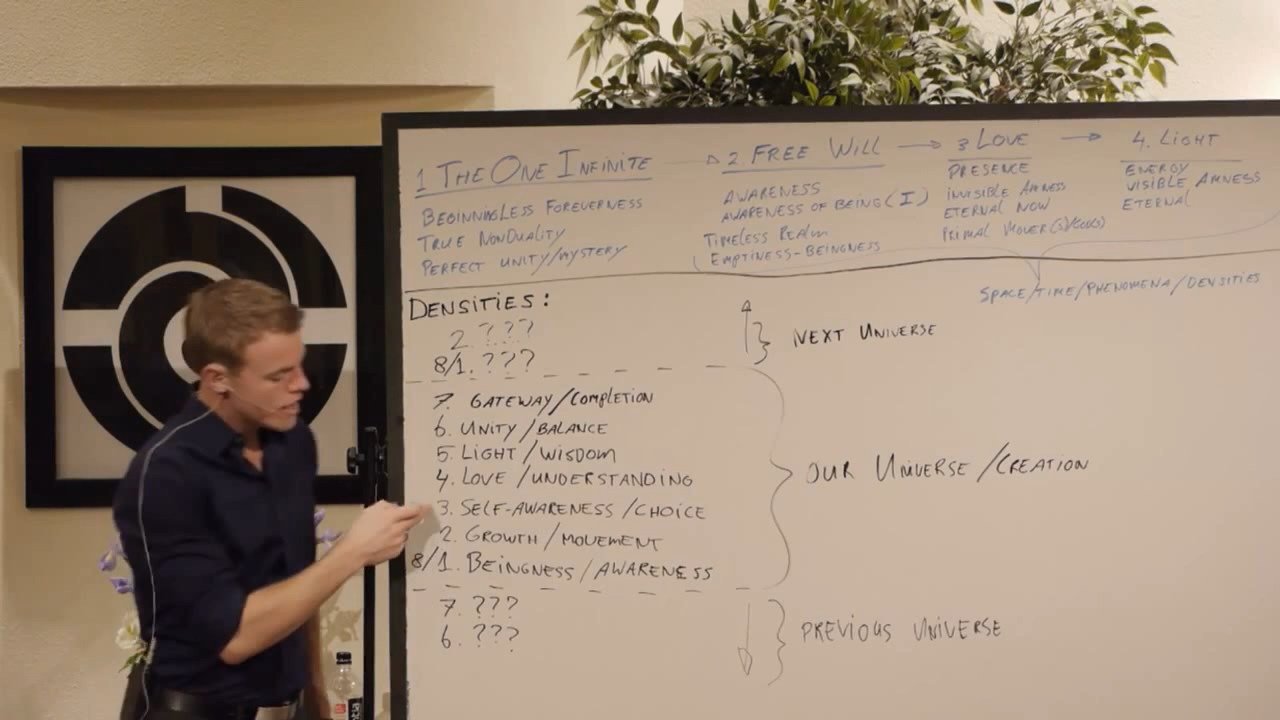 1 THE ONE INFINITE
BEGINNINGLESS FOREVERNESS
TRUE NONDUALITY
PERFECT UNITY/MYSTERY
2. FREE WILL
AWARENESS
AWARENESS OF BEING (I)
TIMELESS REALM
EMPTINESS-BEINGNESS
3 LOVE
PRESENCE
INVISIBLE AMNESS
ETERNAL NOW
PRIMAL MOVER(S)/
4. LIGHT
ENERGY
VISIBLE AMNESS
ETERNAL
SPACE/TIME/PHENOMENA/DENSITIES
DENSITIES:
2. ???
8/1. ???
NEXT UNIVERSE
7. GATEWAY/COMPLETION
6. UNITY/BALANCE
5. LIGHT/WISDOM
4. LOVE/UNDERSTANDING
3. SELF-AWARENESS/CHOICE
2. GROWTH/MOVEMENT
8/1. BEINGNESS/AWARENESS
OUR UNIVERSE/CREATION
7. ???
6. ???
PREVIOUS UNIVERSE